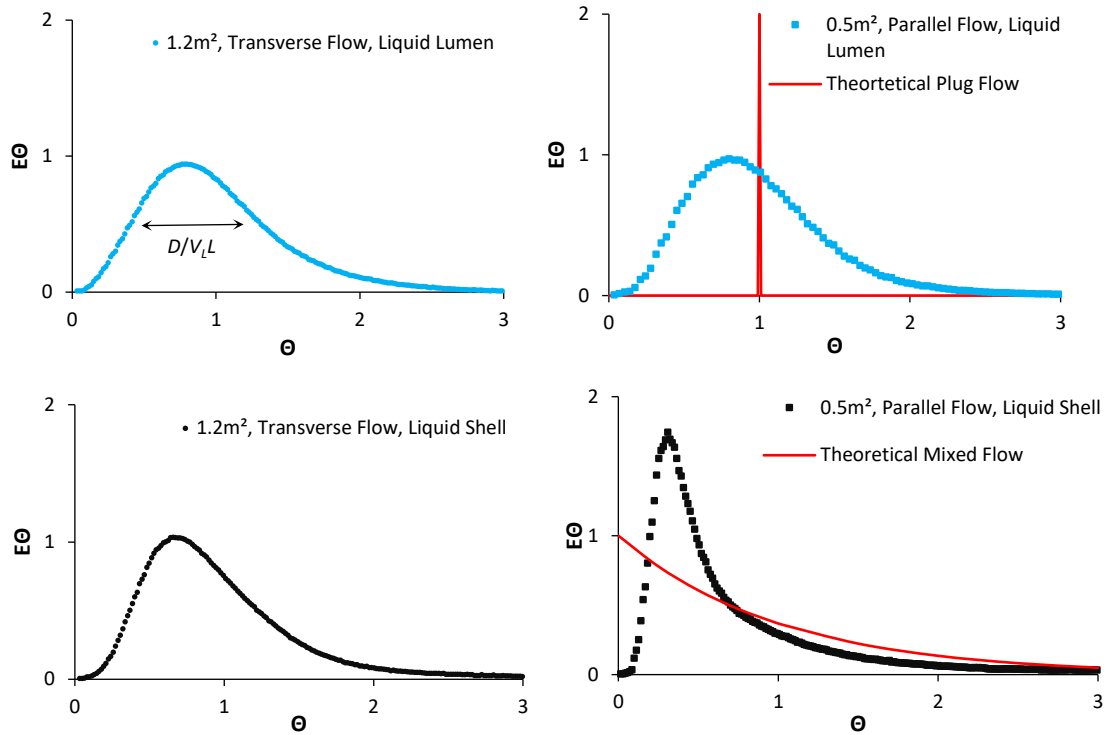 2
1.2m², Transverse Flow, Liquid Lumen
EΘ
1
D/V_L L
0
0
1
2
3
Θ
2
0.5m², Parallel Flow, Liquid
Lumen
Theortetical Plug Flow
EΘ
1
0
0
1
2
3
Θ
2
1.2m², Transverse Flow, Liquid Shell
EΘ
1
0
0
1
2
3
Θ
2
0.5m², Parallel Flow, Liquid Shell
Theoretical Mixed Flow
EΘ
1
0
0
1
2
3
Θ